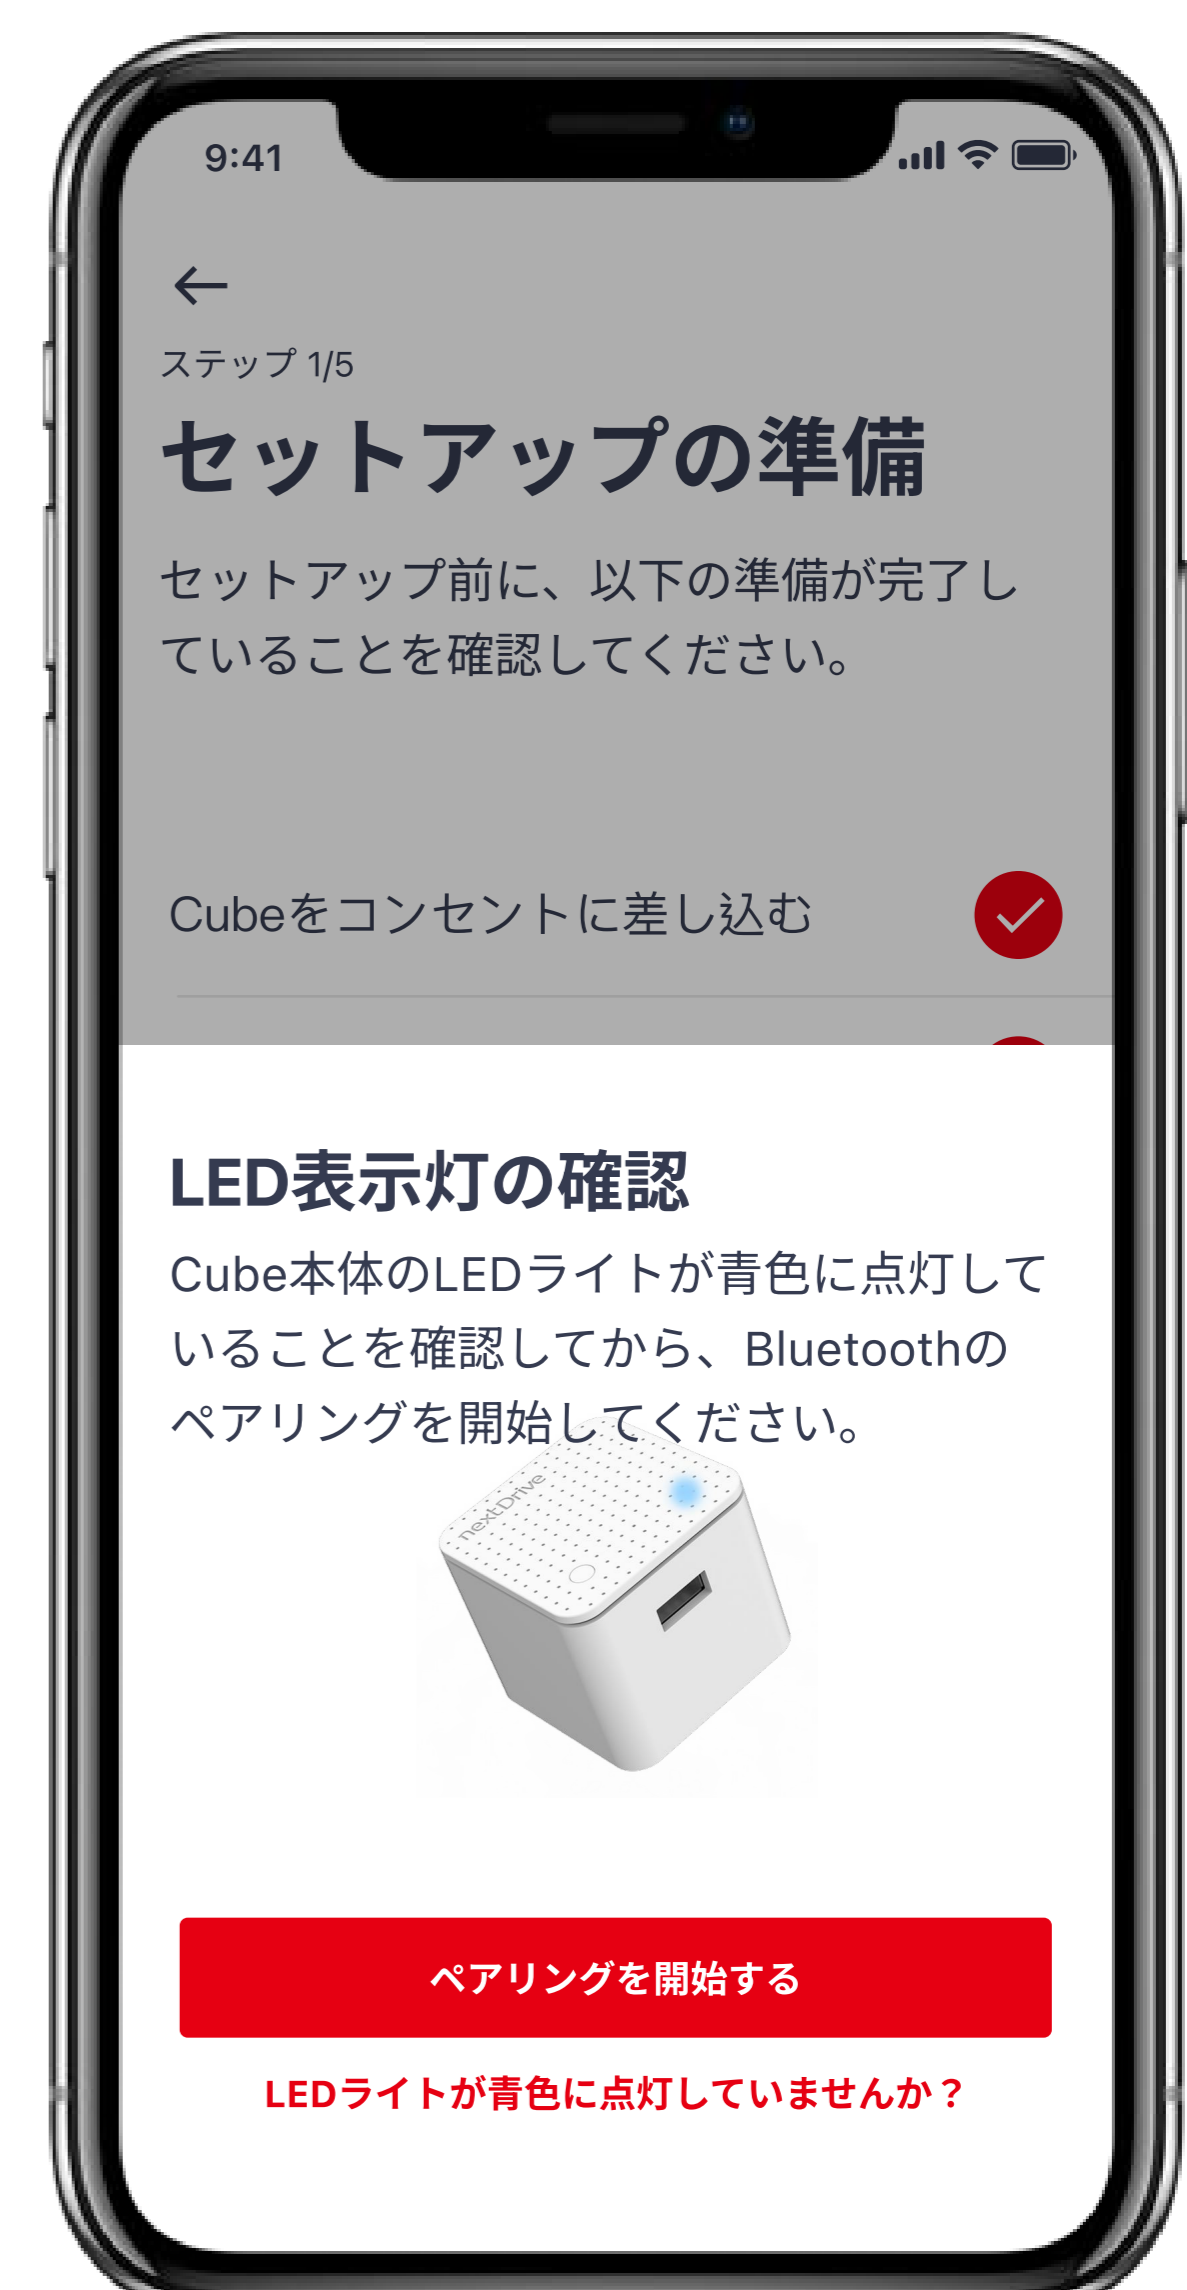 9:41
ステップ 1/5
セットアップの準備
セットアップ前に、以下の準備が完了し
ていることを確認してください。
Cubeをコンセントに差し込む
LED表示灯の確認
Cube本体のLEDライトが青色に点灯して
いることを確認してから、Bluetoothの
ペアリングを開始してください。
nextDrive
ペアリングを開始する
LEDライトが青色に点灯していませんか？